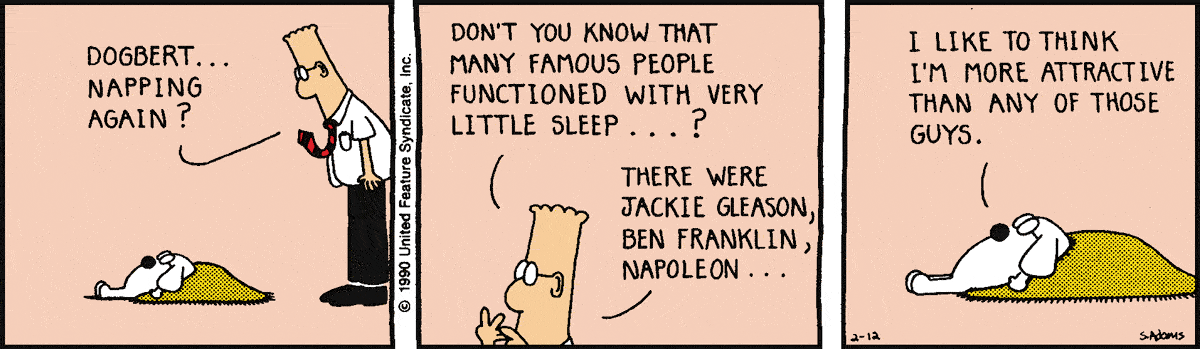 DOGBERT...
NAPPING
AGAIN?
© 1990 United Feature Syndicate, Inc.
DON'T YOU KNOW THAT
MANY FAMOUS PEOPLE
FUNCTIONED WITH VERY
LITTLE SLEEP....?
THERE WERE
JACKIE GLEASON,
BEN FRANKLIN,
NAPOLEON...
I LIKE TO THINK
I'M MORE ATTRACTIVE
THAN ANY OF THOSE
GUYS.
2-12
S.Adams